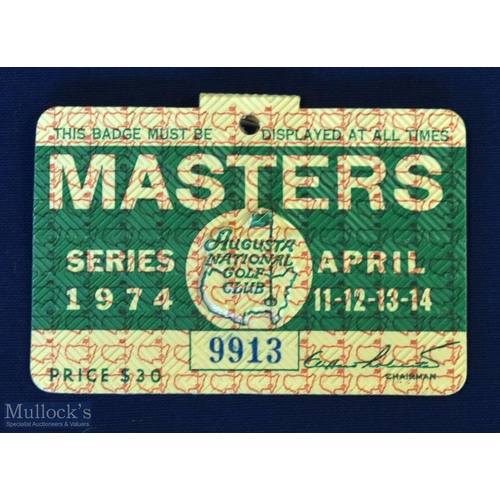 THIS BADGE MUST BE DISPLAYED AT ALL TIMES
MASTERS
SERIES APRIL
1974 11-12-13-14
AUGUSTA
NATIONAL
GOLF
CLUB
9913
PRICE $30 CHAIRMAN
Mullock's
Specialist Auctioneers & Valuers